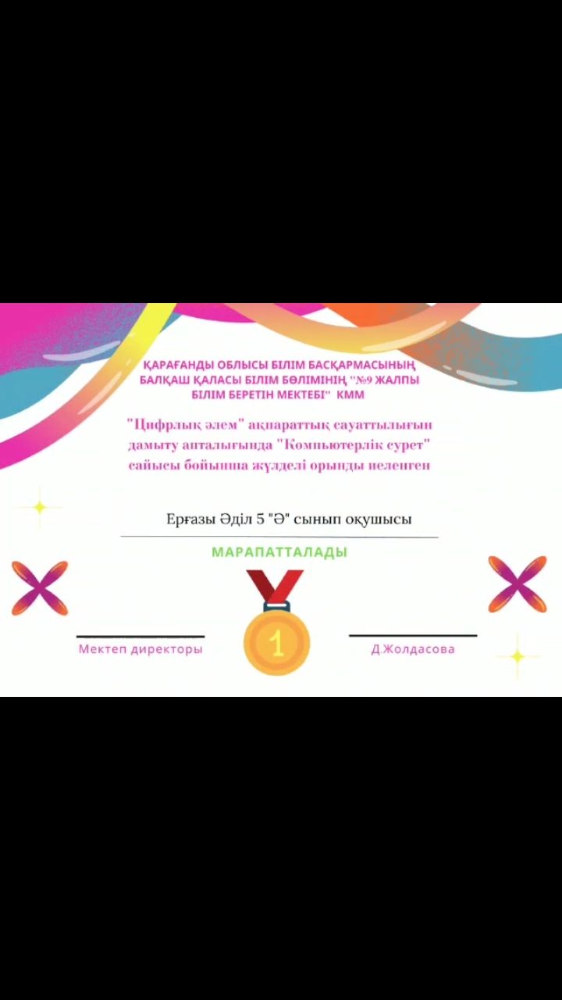 ҚАРАҒАНДЫ ОБЛЫСЫ БІЛІМ БАСҚАРМАСЫНЫҢ
БАЛҚАШ ҚАЛАСЫ БІЛІМ БӨЛІМІНІҢ "№9 ЖАЛПЫ
БІЛІМ БЕРЕТІН МЕКТЕБІ" КММ
"Цифрлық әлем" ақпараттық сауаттылығын
дамыту апталығында "Компьютерлік сурет"
сайысы бойынша жүлделі орынды иеленген
Ерғазы Әділ 5 "Ә" сынып оқушысы
МАРАПАТТАЛАДЫ
1
Мектеп директоры
Д.Жолдасова